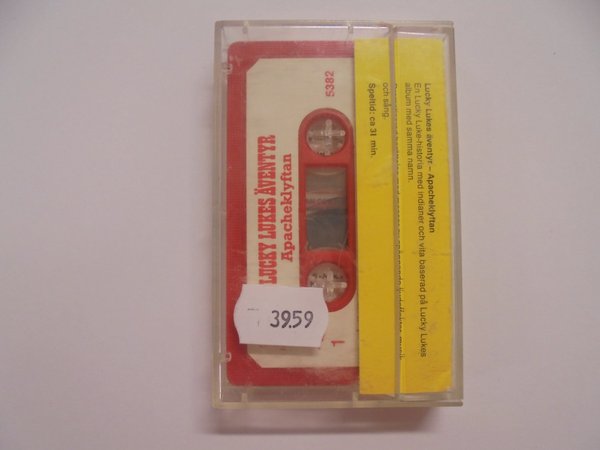 5382
LUCKY LUKES ÄVENTYR
Apacheklyftan
1
39.59
Lucky Lukes äventyr – Apacheklyftan
En Lucky Luke-historia med indianer och vita baserad på Lucky Lukes
album med samma namn.
och sång.
Speltid: ca 31 min.